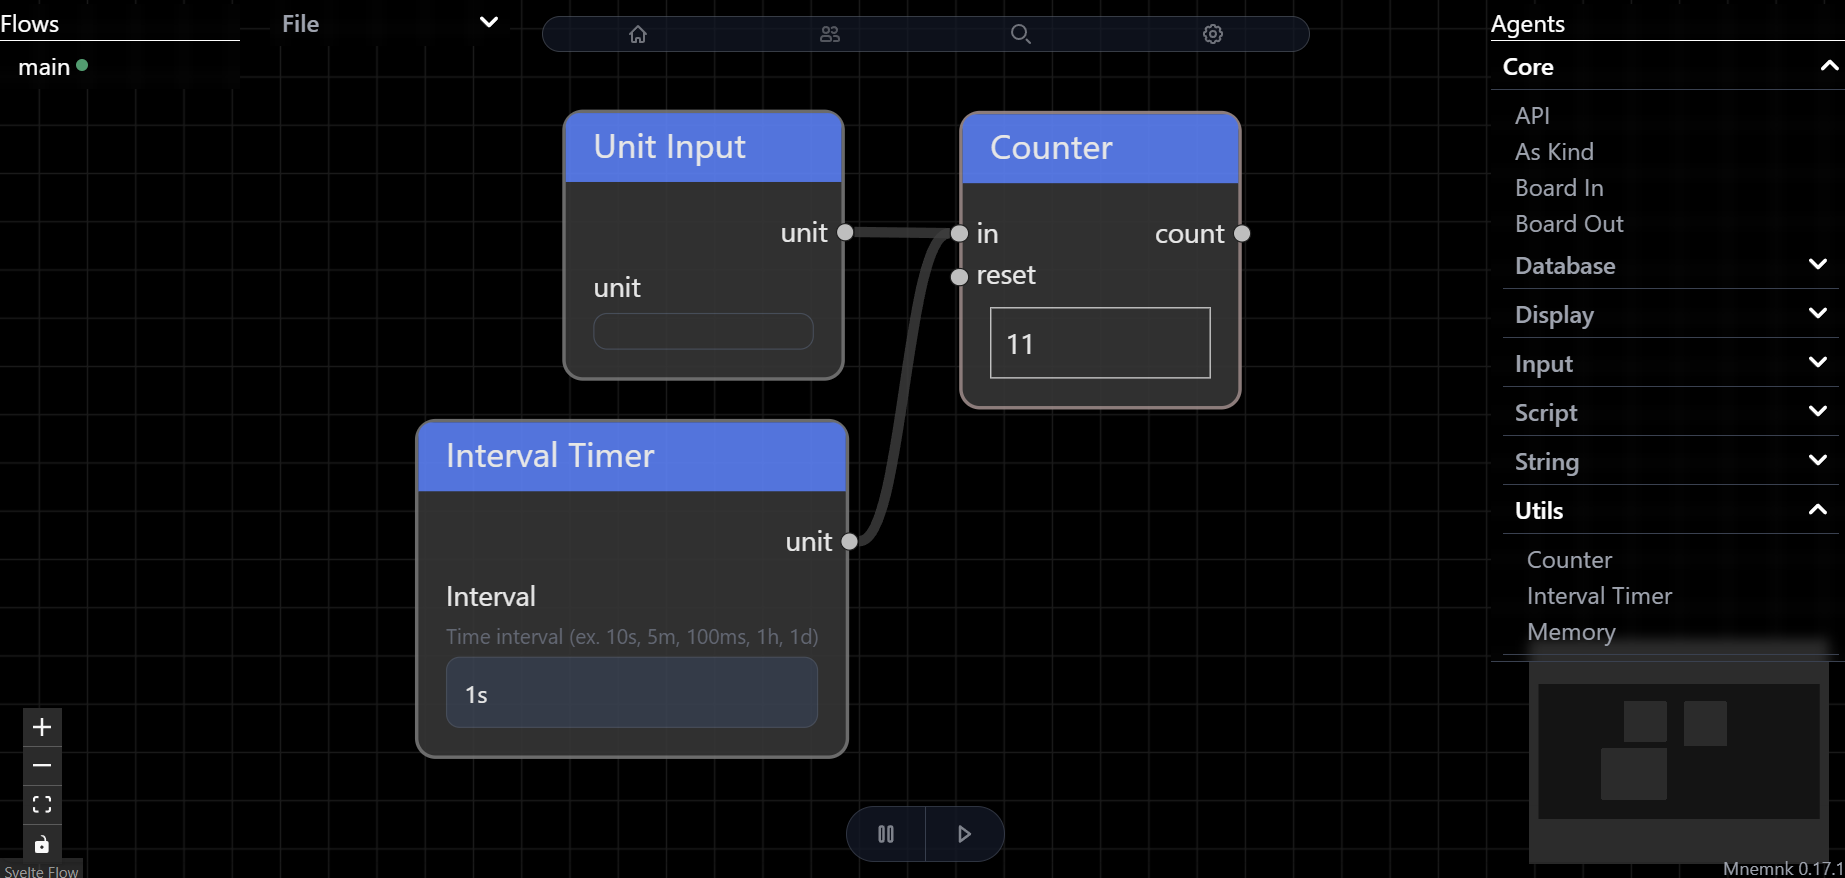 Flows
main
File
Unit Input
unit
unit
Counter
in
count
reset
11
Interval Timer
unit
Interval
Time interval (ex. 10s, 5m, 100ms, 1h, 1d)
1s
Agents
Core
API
As Kind
Board In
Board Out
Database
Display
Input
Script
String
Utils
Counter
Interval Timer
Memory
Svelte Flow
Mnemnk 0.17.1